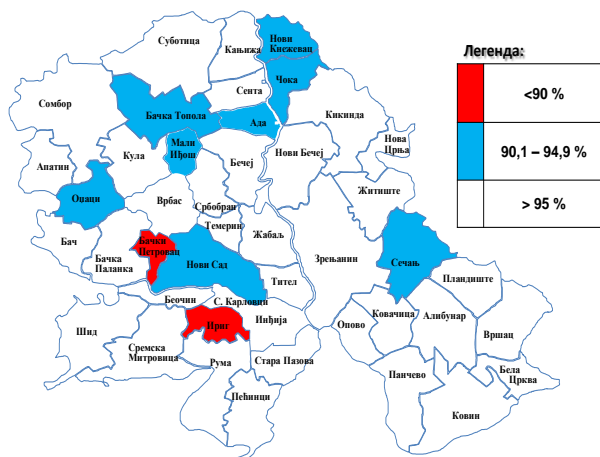 Суботица
Кањижа
Нови
Кнежевац
Легенда:
Чока
<90 %
Сента
Сомбор
Бачка Топола
Ада
Кикинда
Мали
Иђош
Нова
Црња
90,1 – 94,9 %
Апатин
Кула
Бечеј
Нови Бечеј
Житиште
Оџаци
Врбас
Србобран
> 95 %
Темерин
Бач
Бачки
Петровац
Жабаљ
Бачка
Паланка
Нови Сад
Зрењанин
Сечањ
Тител
Пландиште
Беочин
С. Карловци
Шид
Ириг
Инђија
Опово
Ковачица
Алибунар
Вршац
Сремска
Митровица
Рума
Стара Пазова
Панчево
Бела
Црква
Пећинци
Ковин